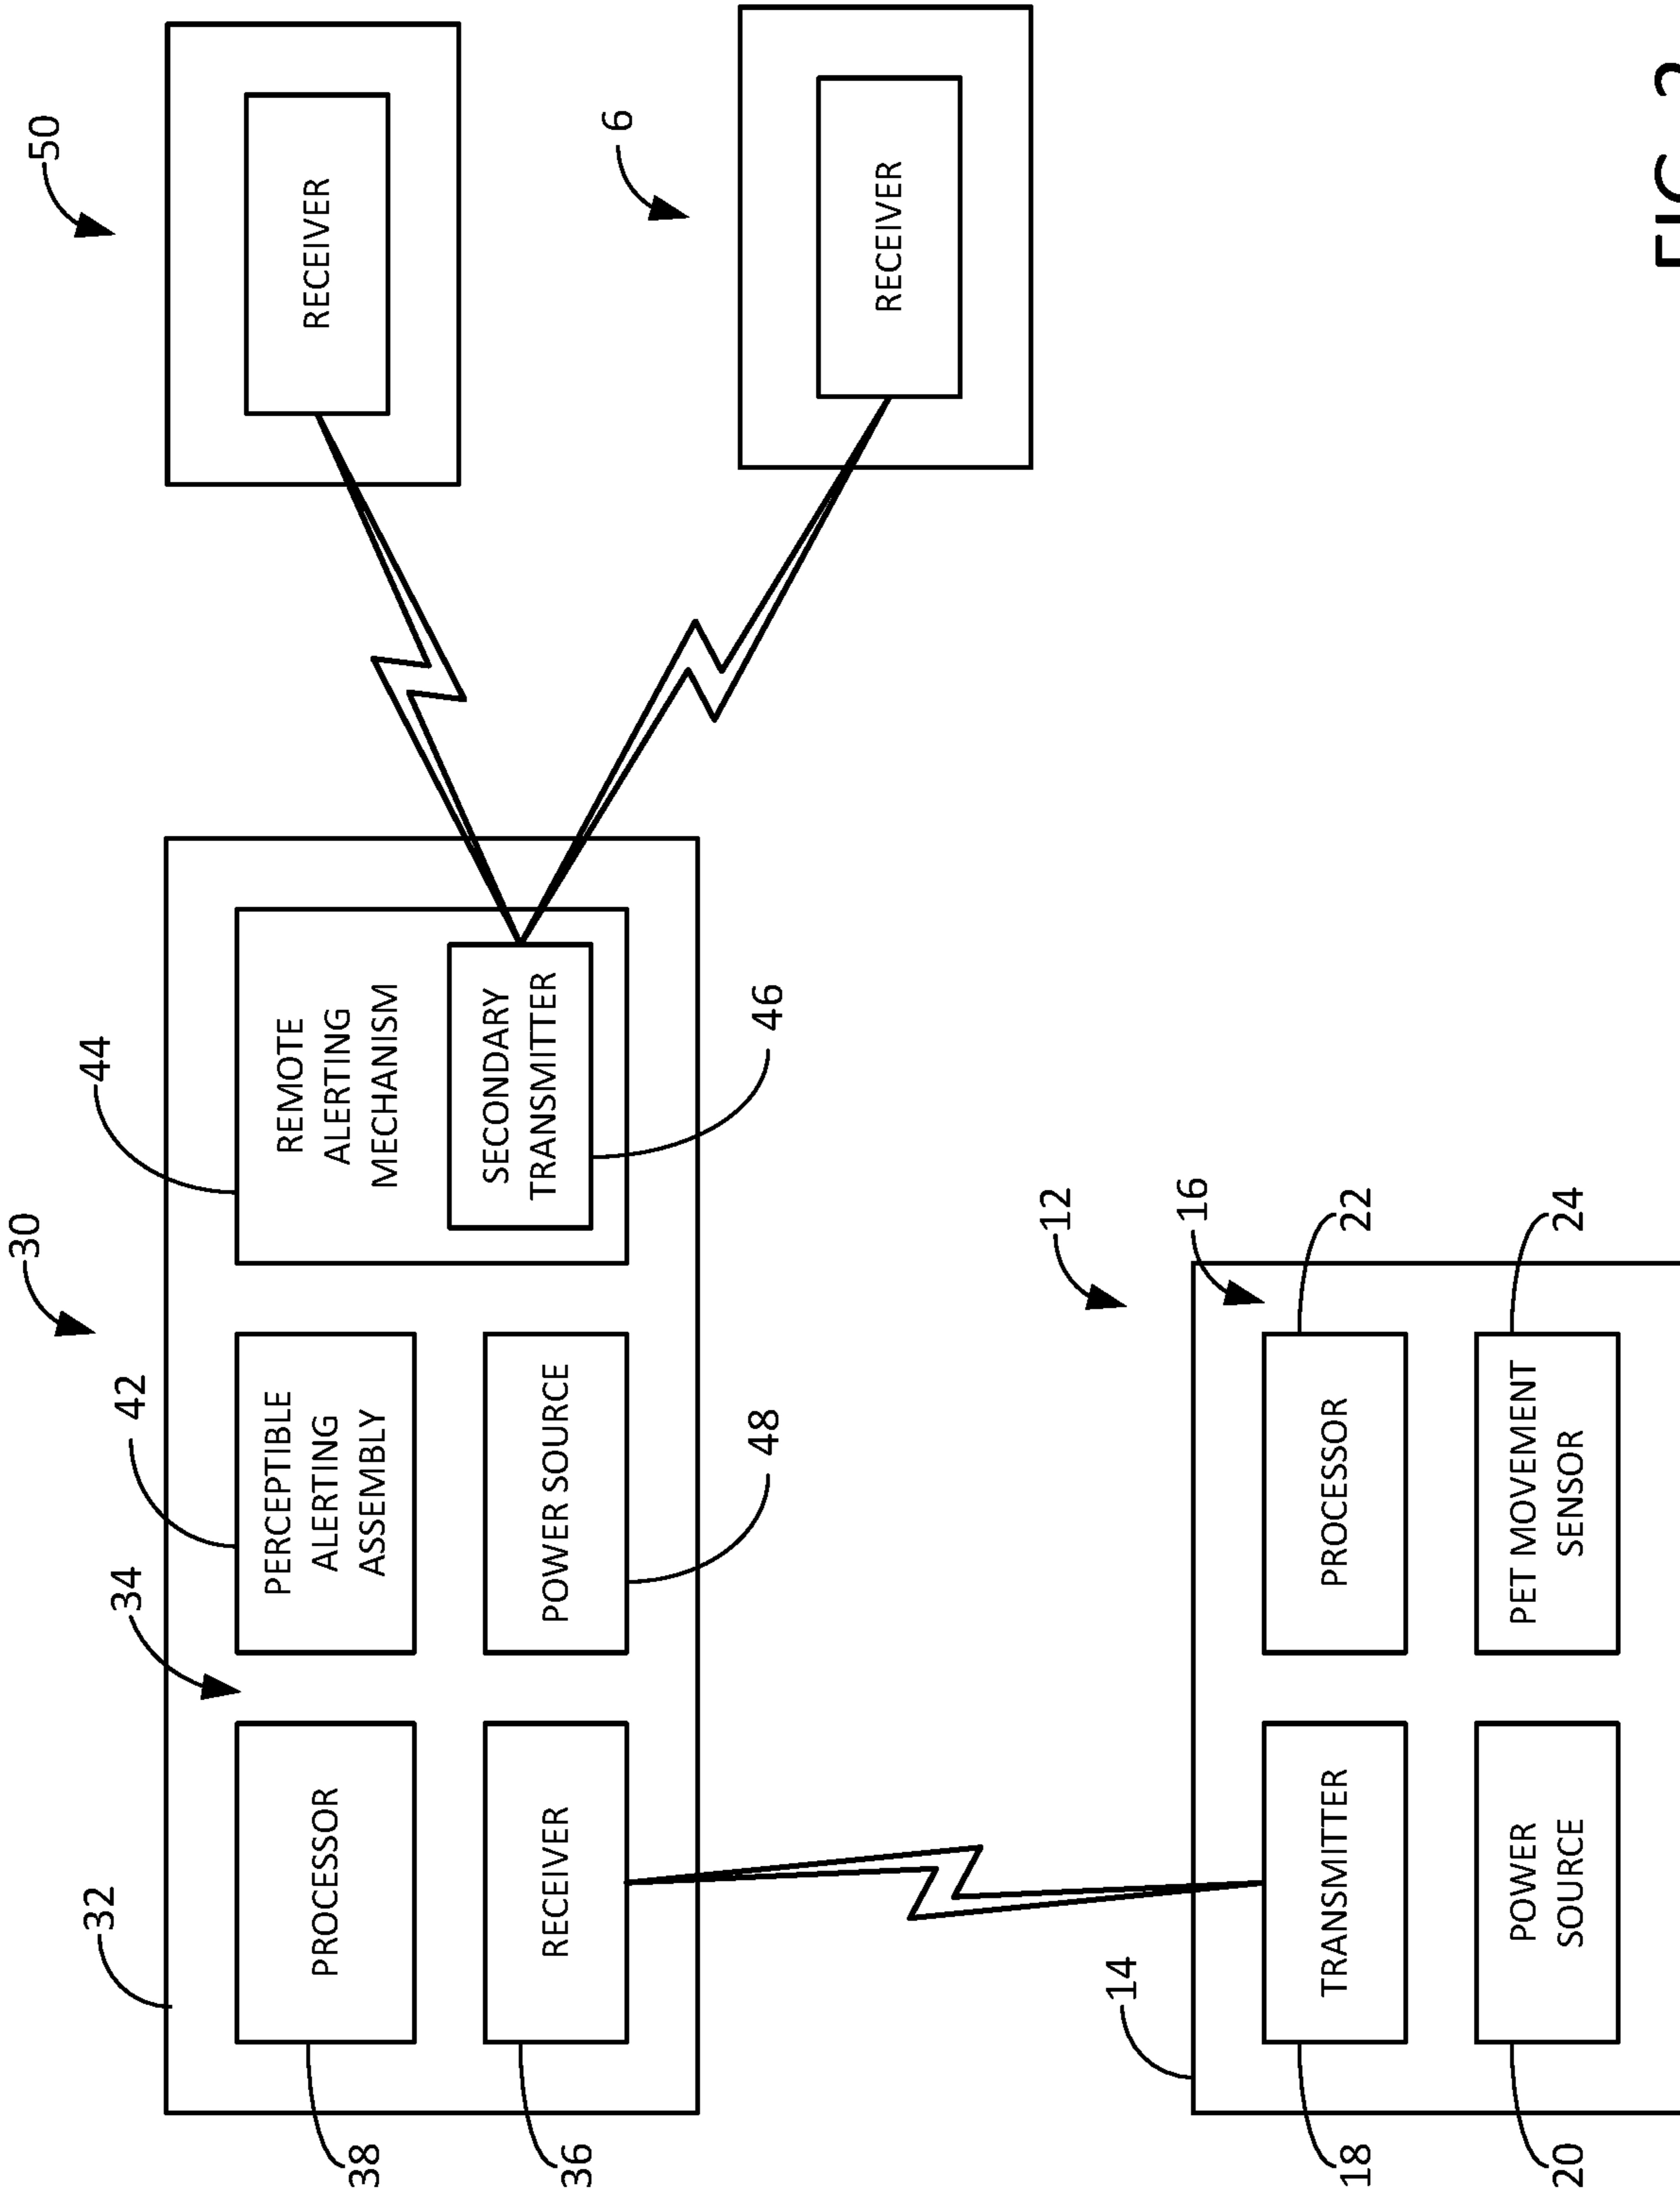 30
50
32
34
42
44
PROCESSOR
PERCEPTIBLE
ALERTING
ASSEMBLY
REMOTE
ALERTING
MECHANISM
RECEIVER
38
RECEIVER
POWER SOURCE
SECONDARY
TRANSMITTER
36
48
46
6
RECEIVER
12
14
16
TRANSMITTER
PROCESSOR
18
22
POWER
SOURCE
PET MOVEMENT
SENSOR
20
24
FIG